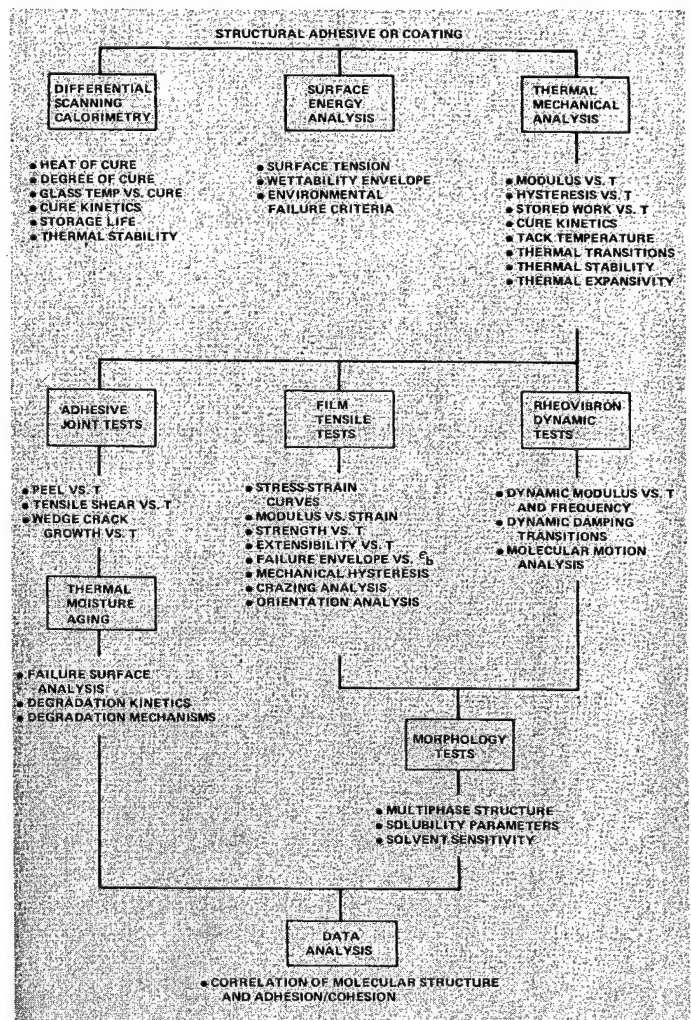 STRUCTURAL ADHESIVE OR COATING
DIFFERENTIAL
SCANNING
CALORIMETRY
SURFACE
ENERGY
ANALYSIS
THERMAL
MECHANICAL
ANALYSIS
● HEAT OF CURE
● DEGREE OF CURE
● GLASS TEMP VS. CURE
● CURE KINETICS
● STORAGE LIFE
● THERMAL STABILITY
● SURFACE TENSION
● WETTABILITY ENVELOPE
● ENVIRONMENTAL
FAILURE CRITERIA
● MODULUS VS. T
● HYSTERESIS VS. T
● STORED WORK VS. T
● CURE KINETICS
● TACK TEMPERATURE
● THERMAL TRANSITIONS
● THERMAL STABILITY
● THERMAL EXPANSIVITY
ADHESIVE
JOINT TESTS
FILM
TENSILE
TESTS
RHEOVIBRON
DYNAMIC
TESTS
● PEEL VS. T
● TENSILE SHEAR VS. T
● WEDGE CRACK
GROWTH VS. T
● STRESS-STRAIN
CURVES
● MODULUS VS. STRAIN
● STRENGTH VS. T
● EXTENSIBILITY VS. T
● FAILURE ENVELOPE VS. ϵb
● MECHANICAL HYSTERESIS
● CRAZING ANALYSIS
● ORIENTATION ANALYSIS
● DYNAMIC MODULUS VS. T
AND FREQUENCY
● DYNAMIC DAMPING
TRANSITIONS
● MOLECULAR MOTION
ANALYSIS
THERMAL
MOISTURE
AGING
● FAILURE SURFACE
ANALYSIS
● DEGRADATION KINETICS
● DEGRADATION MECHANISMS
MORPHOLOGY
TESTS
● MULTIPHASE STRUCTURE
● SOLUBILITY PARAMETERS
● SOLVENT SENSITIVITY
DATA
ANALYSIS
● CORRELATION OF MOLECULAR STRUCTURE
AND ADHESION/COHESION